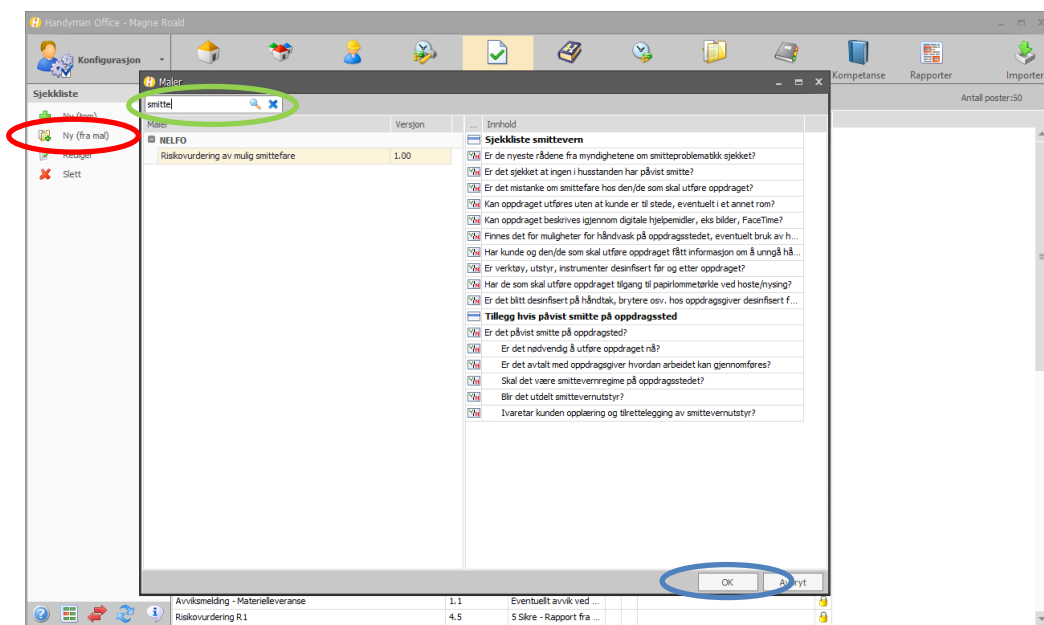 Handyman Office - Magne Roald
Konfigurasjon
Kompetanse
Rapporter
Importer
Sjekkliste
Antall poster:50
Ny (tom)
Ny (fra mal)
Rediger
Slett
Maler
smitte
Maler
Versjon
... Innhold
NELFO
Risikovurdering av mulig smittefare 1.00
Sjekkliste smittevern
Er de nyeste rådene fra myndighetene om smitteproblematikk sjekket?
Er det sjekket at ingen i husstanden har påvist smitte?
Er det mistanke om smittefare hos den/de som skal utføre oppdraget?
Kan oppdraget utføres uten at kunde er til stede, eventuelt i et annet rom?
Kan oppdraget beskrives igjennom digitale hjelpemidler, eks bilder, FaceTime?
Finnes det for muligheter for håndvask på oppdragsstedet, eventuelt bruk av h...
Har kunde og den/de som skal utføre oppdraget fått informasjon om å unngå hå...
Er verktøy, utstyr, instrumenter desinfisert før og etter oppdraget?
Har de som skal utføre oppdraget tilgang til papirlommetørkle ved hoste/nysing?
Er det blitt desinfisert på håndtak, brytere osv. hos oppdragsgiver desinfisert f...
Tillegg hvis påvist smitte på oppdragssted
Er det påvist smitte på oppdragsted?
Er det nødvendig å utføre oppdraget nå?
Er det avtalt med oppdragsgiver hvordan arbeidet kan gjennomføres?
Skal det være smittevernregime på oppdragsstedet?
Blir det utdelt smittevernutstyr?
Ivaretar kunden opplæring og tilrettelegging av smittevernutstyr?
OK
Avbryt
Avviksmelding - Materielleveranse 1.1 Eventuellt avvik ved ...
Risikovurdering R1 4.5 5 Sikre - Rapport fra ...